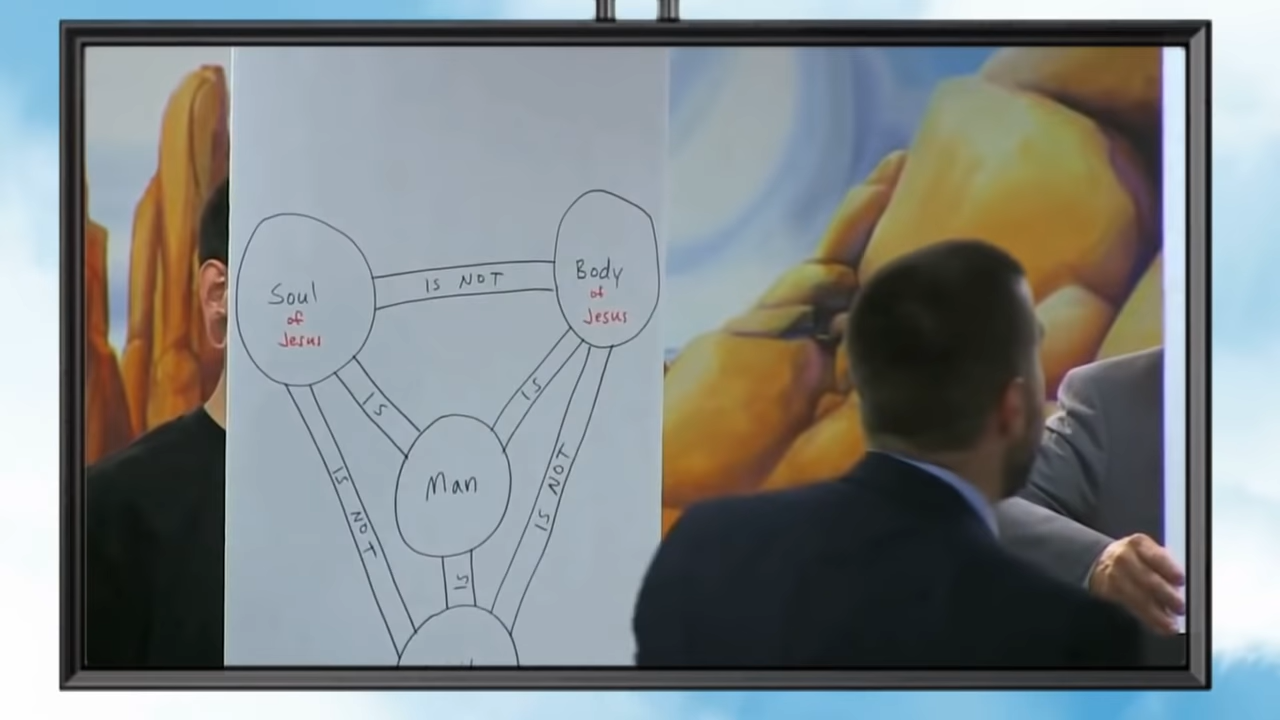 Soul
of
Jesus
IS NOT
Body
of
Jesus
IS
IS
Man
IS NOT
IS NOT
IS